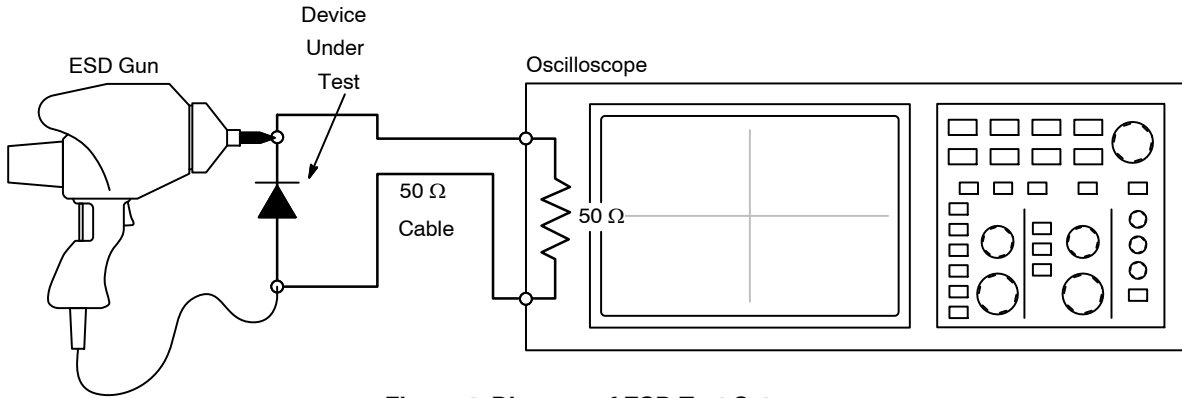 Device
Under
Test
ESD Gun
Oscilloscope
50 Ω
Cable
50 Ω